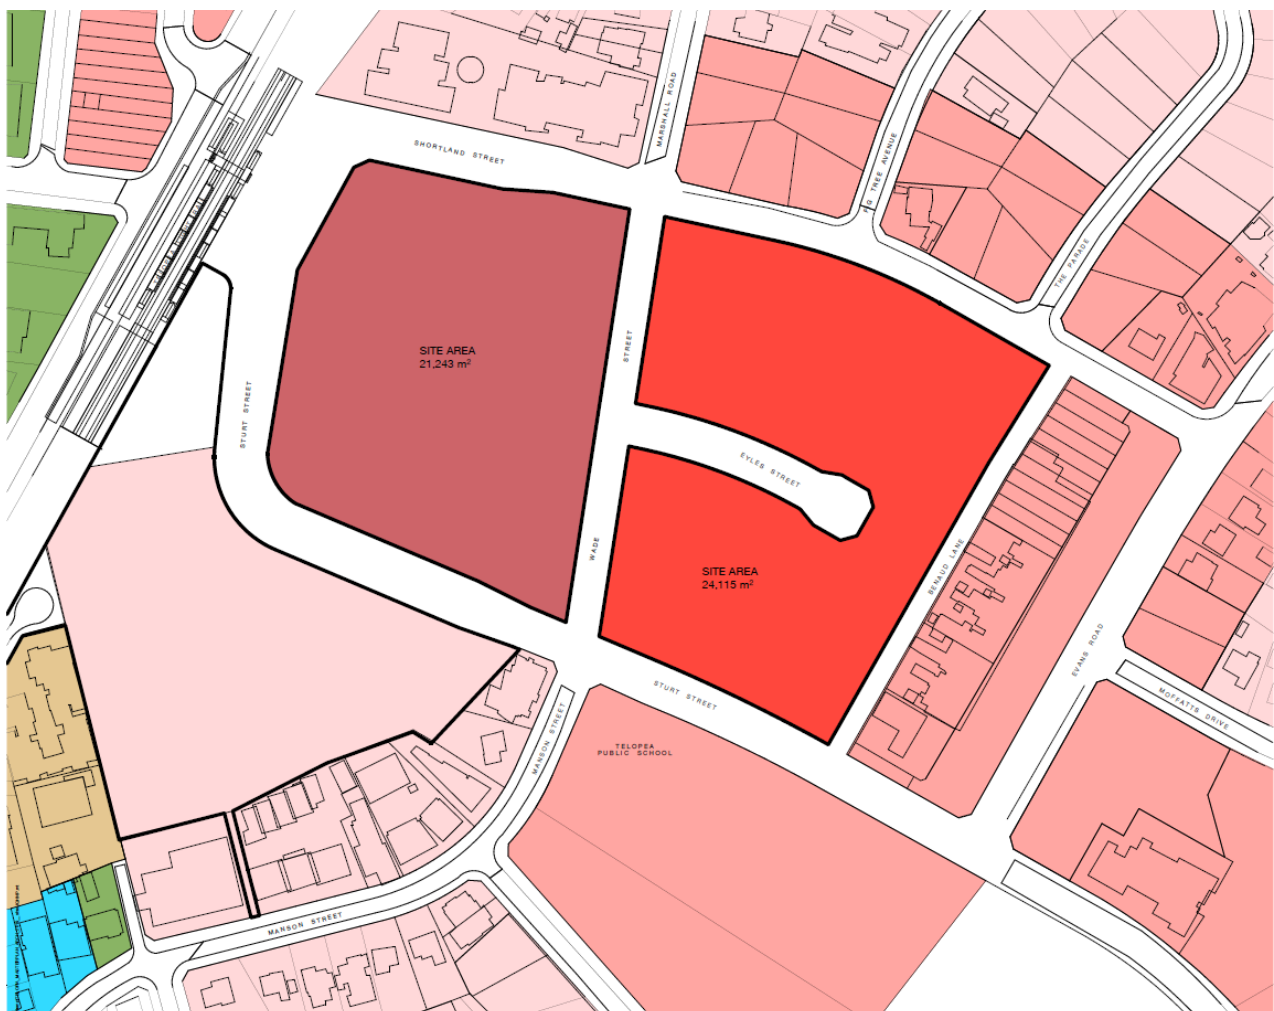 SHORTLAND STREET
MARSHALL ROAD
FIG TREE AVENUE
THE PARADE
SITE AREA
21,243 m²
STREET
WADE
STURT STREET
EYLES STREET
SITE AREA
24,115 m²
BENAUD LANE
EVANS ROAD
MOFFATTS DRIVE
STURT STREET
MANSON STREET
TELOPEA
PUBLIC SCHOOL
MANSON STREET